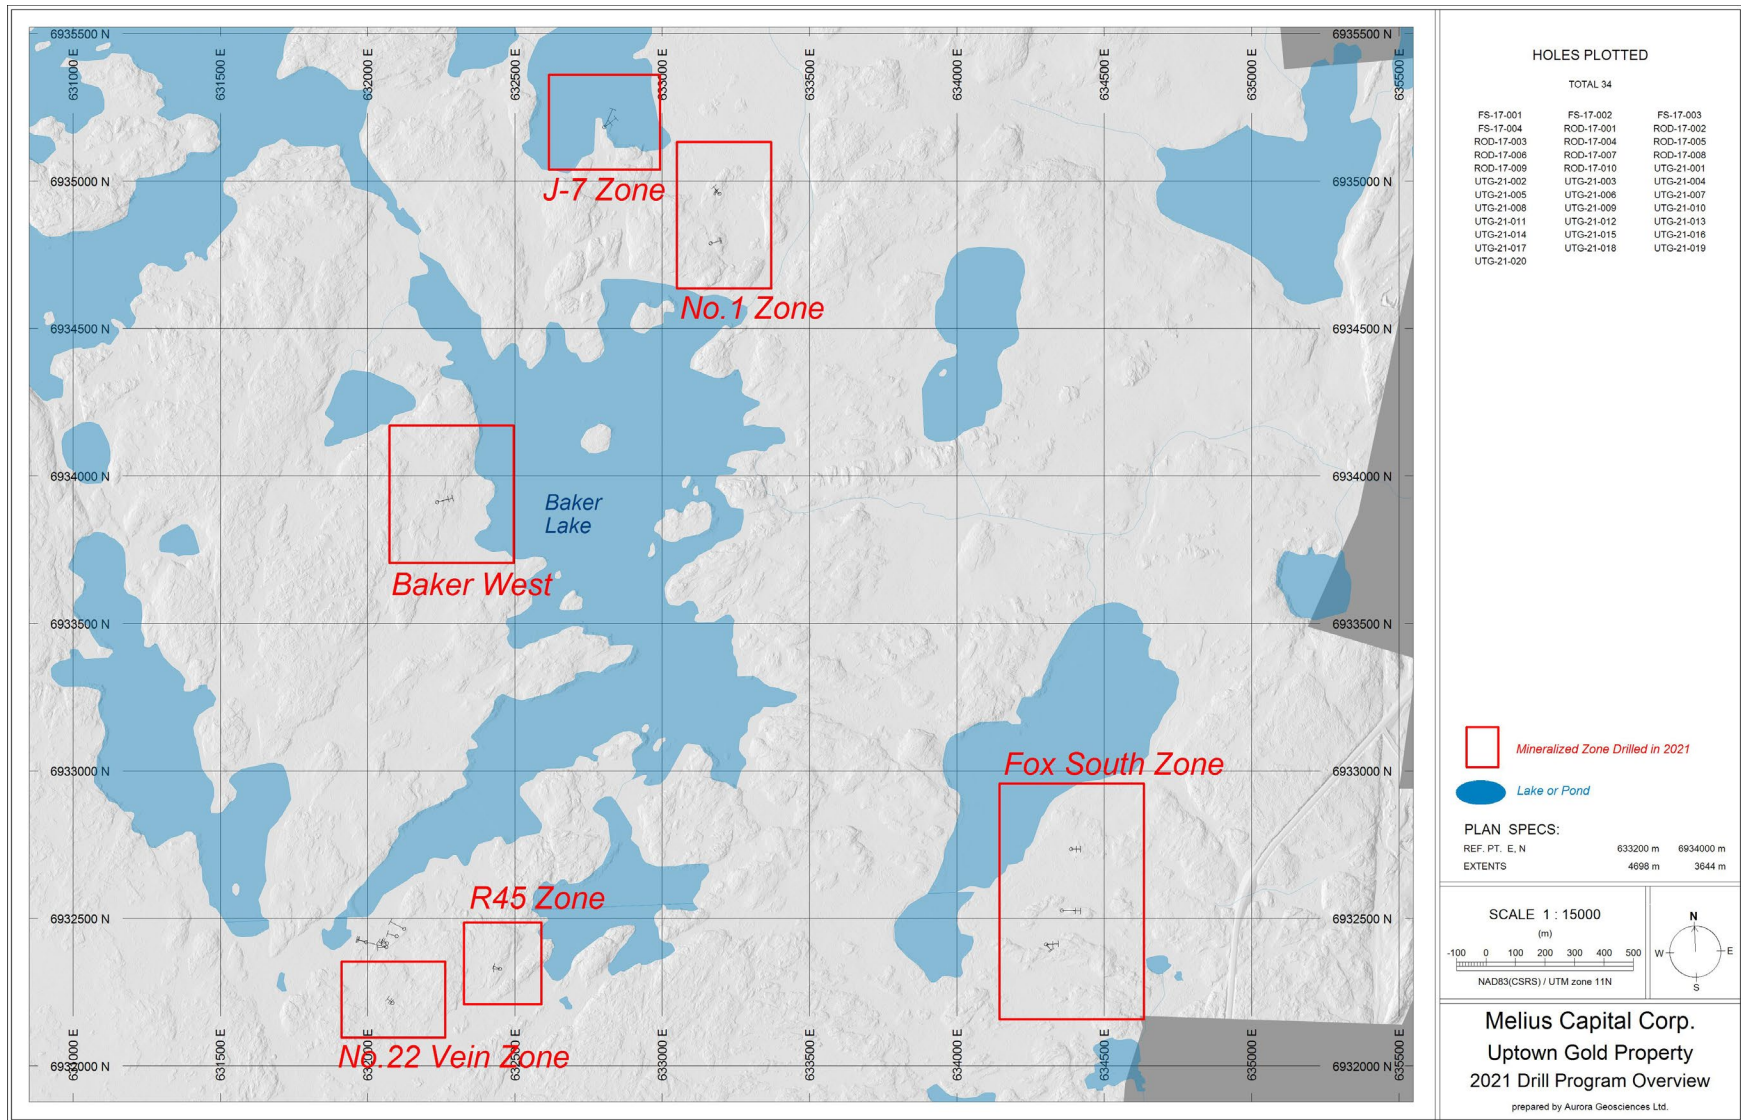 6935500 N
6935500 N
631000 E
631500 E
632000 E
632500 E
633000 E
633500 E
634000 E
634500 E
635000 E
635500 E
J-7 Zone
6935000 N
6935000 N
No.1 Zone
6934500 N
6934500 N
6934000 N
6934000 N
Baker
Lake
Baker West
6933500 N
6933500 N
Fox South Zone
6933000 N
6933000 N
R45 Zone
6932500 N
6932500 N
No.22 Vein Zone
6932000 N
6932000 N
631000 E
631500 E
632000 E
632500 E
633000 E
633500 E
634000 E
634500 E
635000 E
635500 E
HOLES PLOTTED
TOTAL 34
FS-17-001 FS-17-002 FS-17-003
FS-17-004 ROD-17-001 ROD-17-002
ROD-17-003 ROD-17-004 ROD-17-005
ROD-17-006 ROD-17-007 ROD-17-008
ROD-17-009 ROD-17-010 UTG-21-001
UTG-21-002 UTG-21-003 UTG-21-004
UTG-21-005 UTG-21-006 UTG-21-007
UTG-21-008 UTG-21-009 UTG-21-010
UTG-21-011 UTG-21-012 UTG-21-013
UTG-21-014 UTG-21-015 UTG-21-016
UTG-21-017 UTG-21-018 UTG-21-019
UTG-21-020
Mineralized Zone Drilled in 2021
Lake or Pond
PLAN SPECS:
REF. PT. E, N 633200 m 6934000 m
EXTENTS 4698 m 3644 m
SCALE 1 : 15000
(m)
-100 0 100 200 300 400 500
NAD83(CSRS) / UTM zone 11N
N
W E
S
Melius Capital Corp.
Uptown Gold Property
2021 Drill Program Overview
prepared by Aurora Geosciences Ltd.